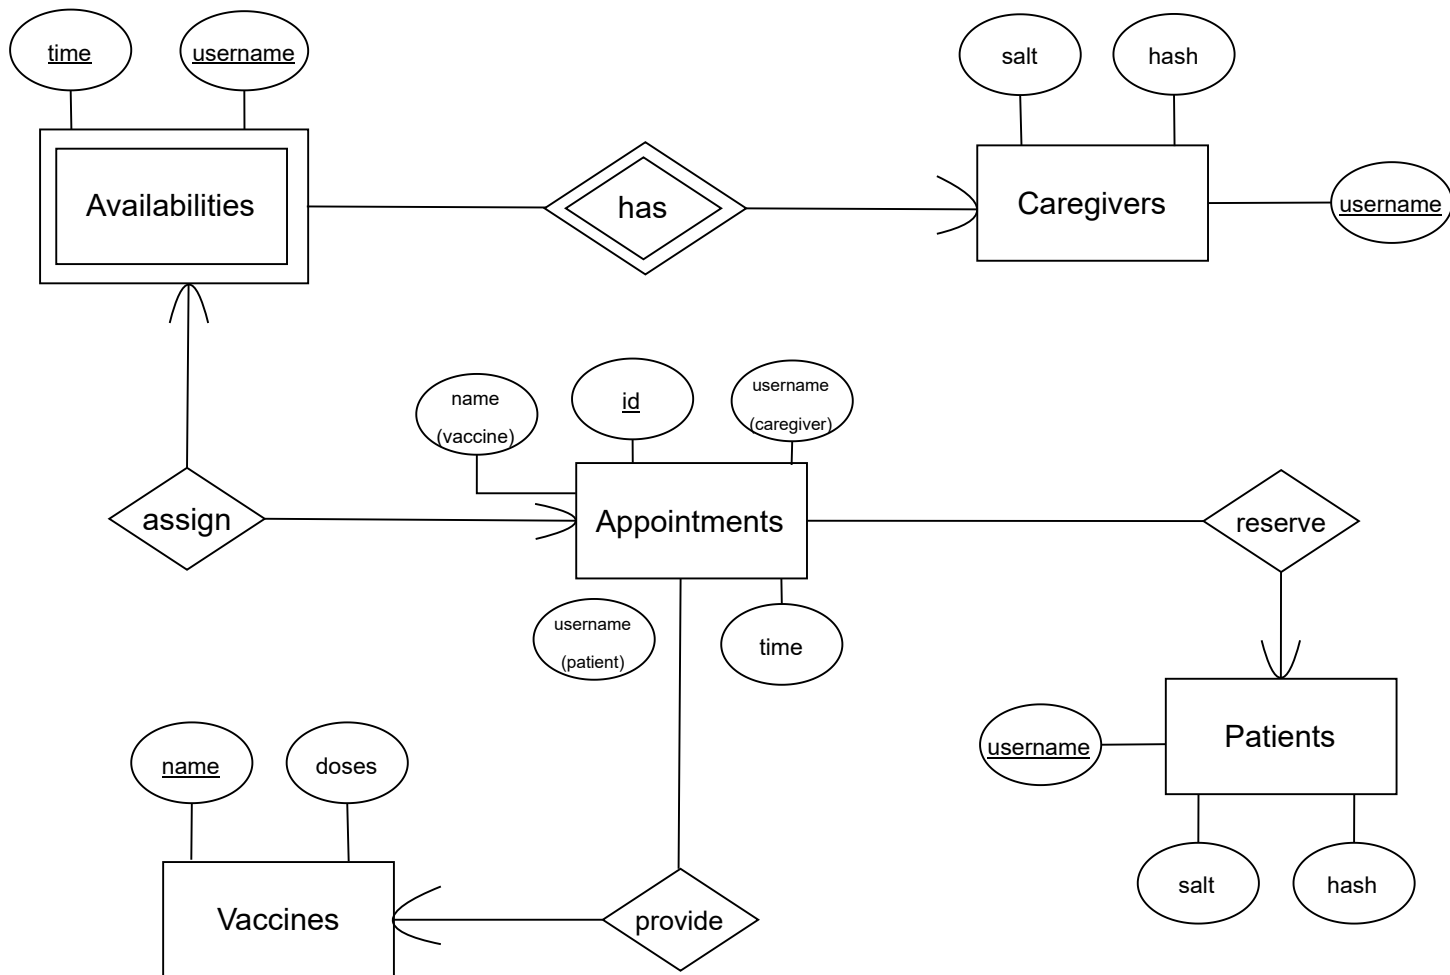 time
username
salt
hash
Availabilities
has
Caregivers
username
name
(vaccine)
id
username
(caregiver)
assign
Appointments
reserve
username
(patient)
time
username
Patients
name
doses
salt
hash
Vaccines
provide